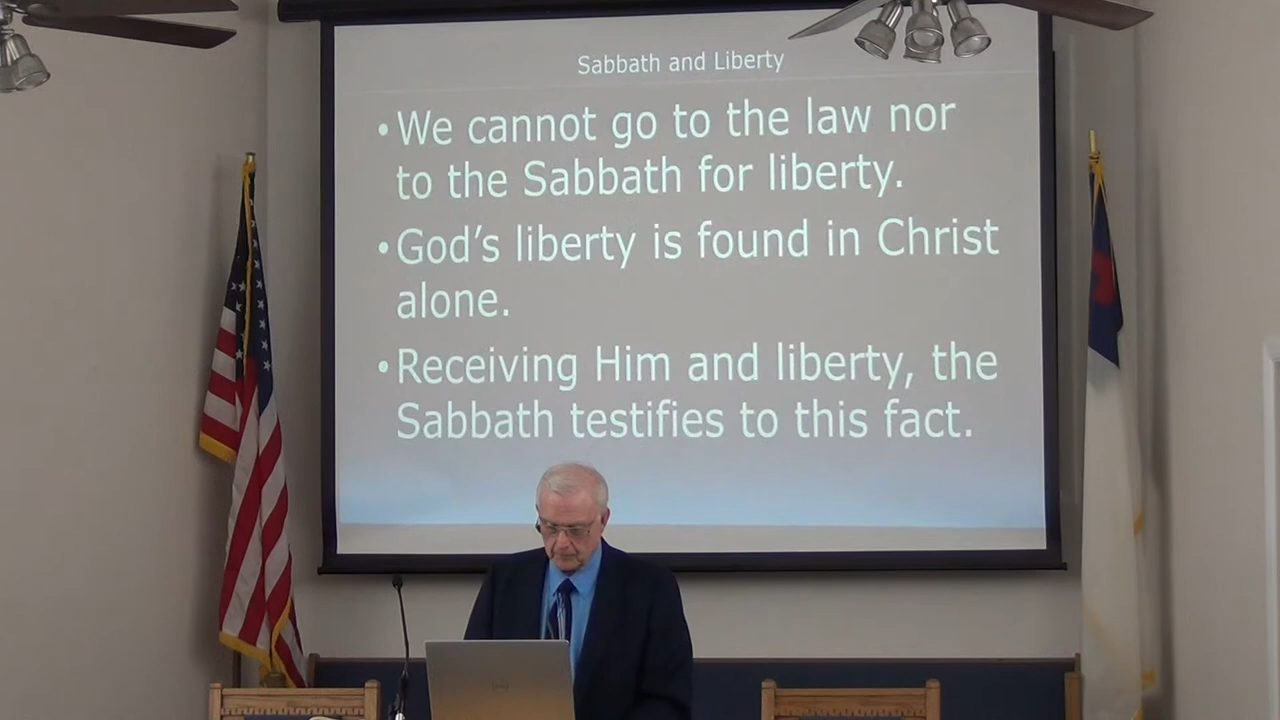 Sabbath and Liberty
•We cannot go to the law nor
to the Sabbath for liberty.
•God's liberty is found in Christ
alone.
•Receiving Him and liberty, the
Sabbath testifies to this fact.